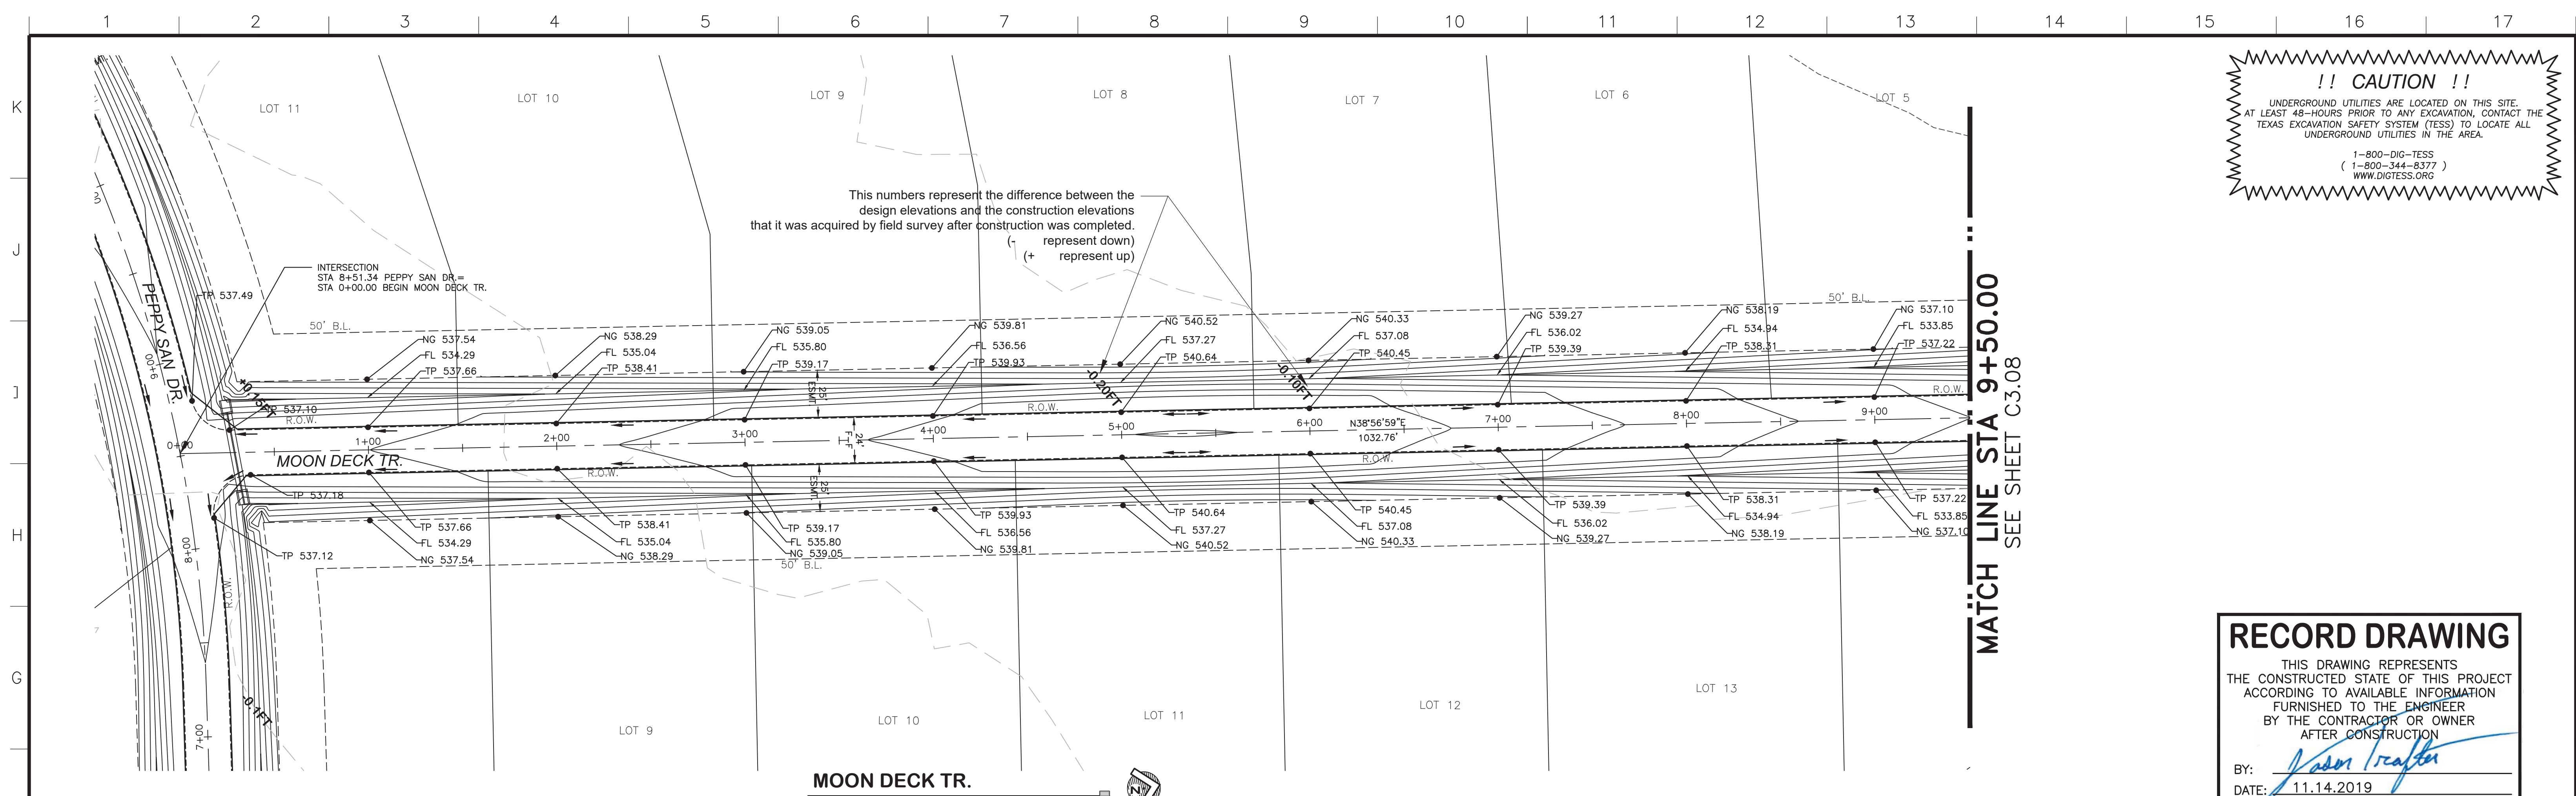 1 2 3 4 5 6 7 8 9 10 11 12 13 14 15 16 17
K
J
J
H
G
LOT 11
LOT 10
LOT 9
LOT 8
LOT 7
LOT 6
LOT 5
!! CAUTION !!
UNDERGROUND UTILITIES ARE LOCATED ON THIS SITE.
AT LEAST 48-HOURS PRIOR TO ANY EXCAVATION, CONTACT THE
TEXAS EXCAVATION SAFETY SYSTEM (TESS) TO LOCATE ALL
UNDERGROUND UTILITIES IN THE AREA.
1-800-DIG-TESS
( 1-800-344-8377 )
WWW.DIGTESS.ORG
This numbers represent the difference between the
design elevations and the construction elevations
that it was acquired by field survey after construction was completed.
(- represent down)
(+ represent up)
INTERSECTION
STA 8+51.34 PEPPY SAN DR.=
STA 0+00.00 BEGIN MOON DECK TR.
TP 537.49
PEPPY SAN DR.
9+00
50' B.L.
50' B.L.
NG 537.54
FL 534.29
TP 537.66
NG 538.29
FL 535.04
TP 538.41
NG 539.05
FL 535.80
TP 539.17
NG 539.81
FL 536.56
TP 539.93
NG 540.52
FL 537.27
TP 540.64
NG 540.33
FL 537.08
TP 540.45
NG 539.27
FL 536.02
TP 539.39
NG 538.19
FL 534.94
TP 538.31
NG 537.10
FL 533.85
TP 537.22
+0.15FT
TP 537.10
R.O.W.
25'
ESMT.
-0.20FT
-0.10FT
R.O.W.
R.O.W.
0+00
1+00
2+00
3+00
4+00
5+00
6+00
7+00
8+00
9+00
24'
F-F
N38°56'59"E
1032.76'
MOON DECK TR.
R.O.W.
R.O.W.
25'
ESMT.
TP 537.18
TP 537.12
TP 537.66
FL 534.29
NG 537.54
TP 538.41
FL 535.04
NG 538.29
TP 539.17
FL 535.80
NG 539.05
TP 539.93
FL 536.56
NG 539.81
TP 540.64
FL 537.27
NG 540.52
TP 540.45
FL 537.08
NG 540.33
TP 539.39
FL 536.02
NG 539.27
TP 538.31
FL 534.94
NG 538.19
TP 537.22
FL 533.85
NG 537.10
50' B.L.
8+00
R.O.W.
7+00
-0.1FT
LOT 9
LOT 10
LOT 11
LOT 12
LOT 13
MATCH LINE STA 9+50.00
SEE SHEET C3.08
RECORD DRAWING
THIS DRAWING REPRESENTS
THE CONSTRUCTED STATE OF THIS PROJECT
ACCORDING TO AVAILABLE INFORMATION
FURNISHED TO THE ENGINEER
BY THE CONTRACTOR OR OWNER
AFTER CONSTRUCTION
BY:
DATE: 11.14.2019
MOON DECK TR.
N